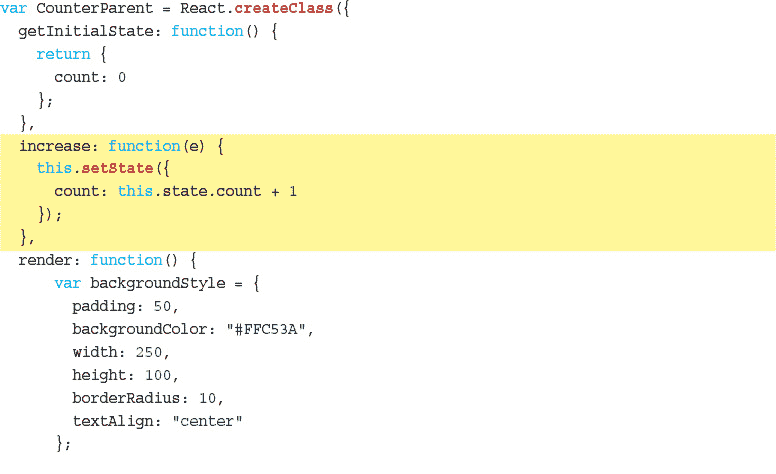 var CounterParent = React.createClass({
  getInitialState: function() {
    return {
      count: 0
    };
  },
  increase: function(e) {
    this.setState({
      count: this.state.count + 1
    });
  },
  render: function() {
      var backgroundStyle = {
        padding: 50,
        backgroundColor: "#FFC53A",
        width: 250,
        height: 100,
        borderRadius: 10,
        textAlign: "center"
      };